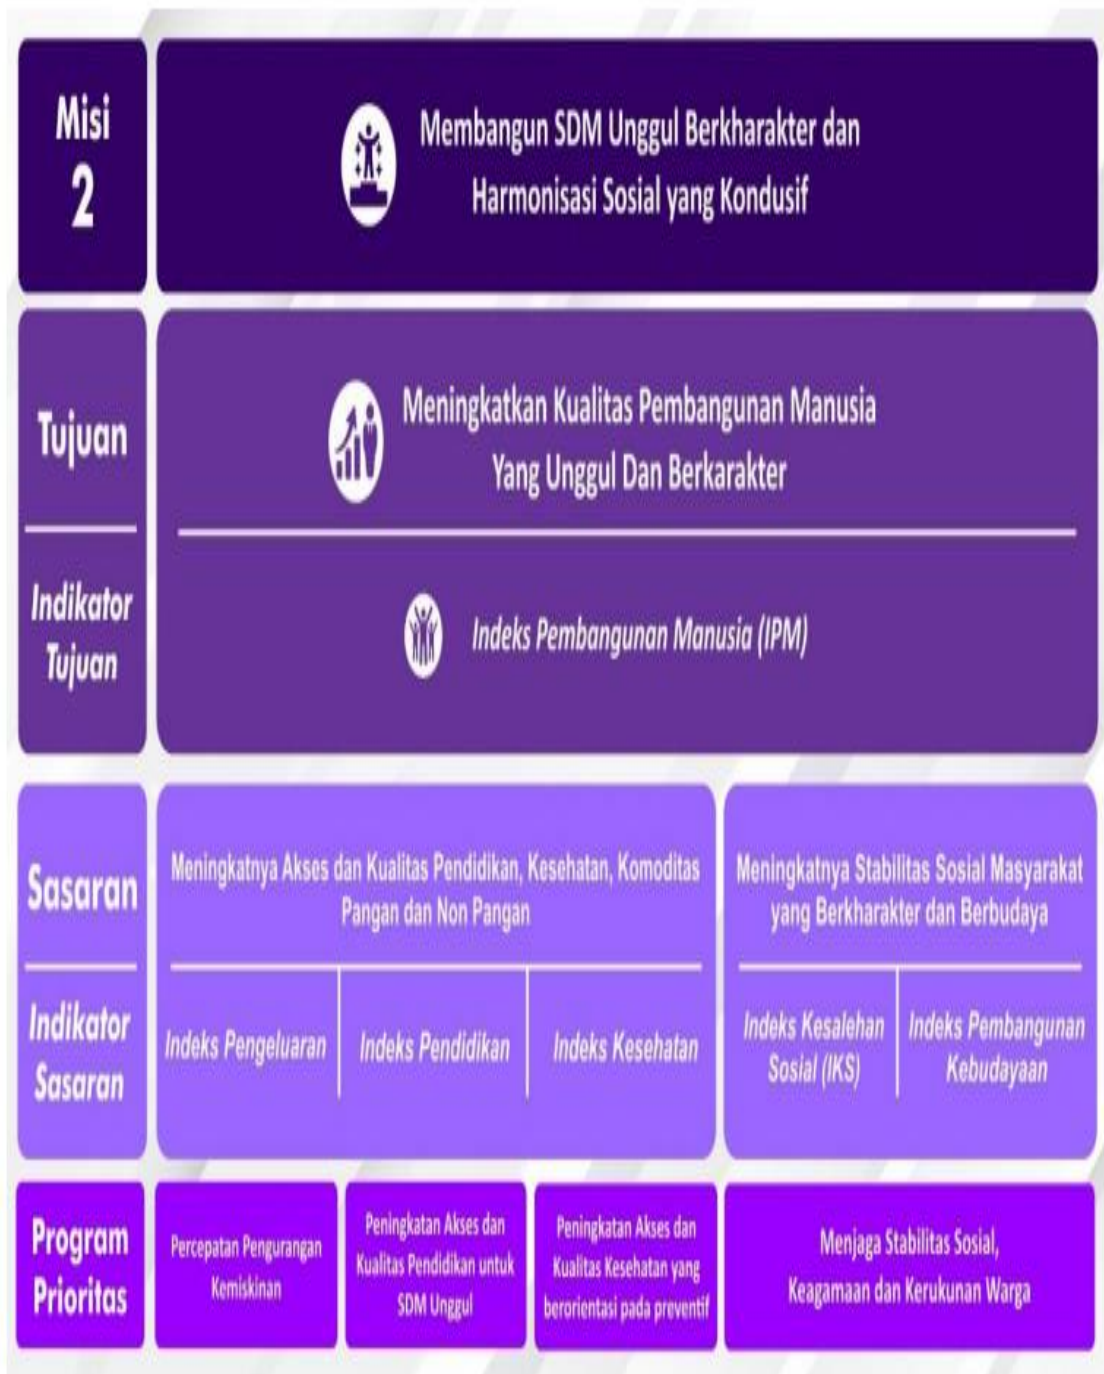 Misi
2
Membangun SDM Unggul Berkharakter dan
Harmonisasi Sosial yang Kondusif
Tujuan
Meningkatkan Kualitas Pembangunan Manusia
Yang Unggul Dan Berkarakter
Indikator
Tujuan
Indeks Pembangunan Manusia (IPM)
Sasaran
Meningkatnya Akses dan Kualitas Pendidikan, Kesehatan, Komoditas
Pangan dan Non Pangan
Meningkatnya Stabilitas Sosial Masyarakat
yang Berkharakter dan Berbudaya
Indikator
Sasaran
Indeks Pengeluaran
Indeks Pendidikan
Indeks Kesehatan
Indeks Kesalehan
Sosial (IKS)
Indeks Pembangunan
Kebudayaan
Program
Prioritas
Percepatan Pengurangan
Kemiskinan
Peningkatan Akses dan
Kualitas Pendidikan untuk
SDM Unggul
Peningkatan Akses dan
Kualitas Kesehatan yang
berorientasi pada preventif
Menjaga Stabilitas Sosial,
Keagamaan dan Kerukunan Warga